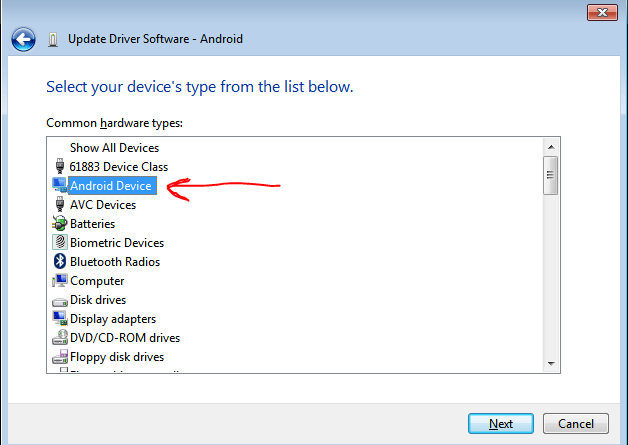 Update Driver Software - Android
Select your device's type from the list below.
Common hardware types:
Show All Devices
61883 Device Class
Android Device
AVC Devices
Batteries
Biometric Devices
Bluetooth Radios
Computer
Disk drives
Display adapters
DVD/CD-ROM drives
Floppy disk drives
Next
Cancel